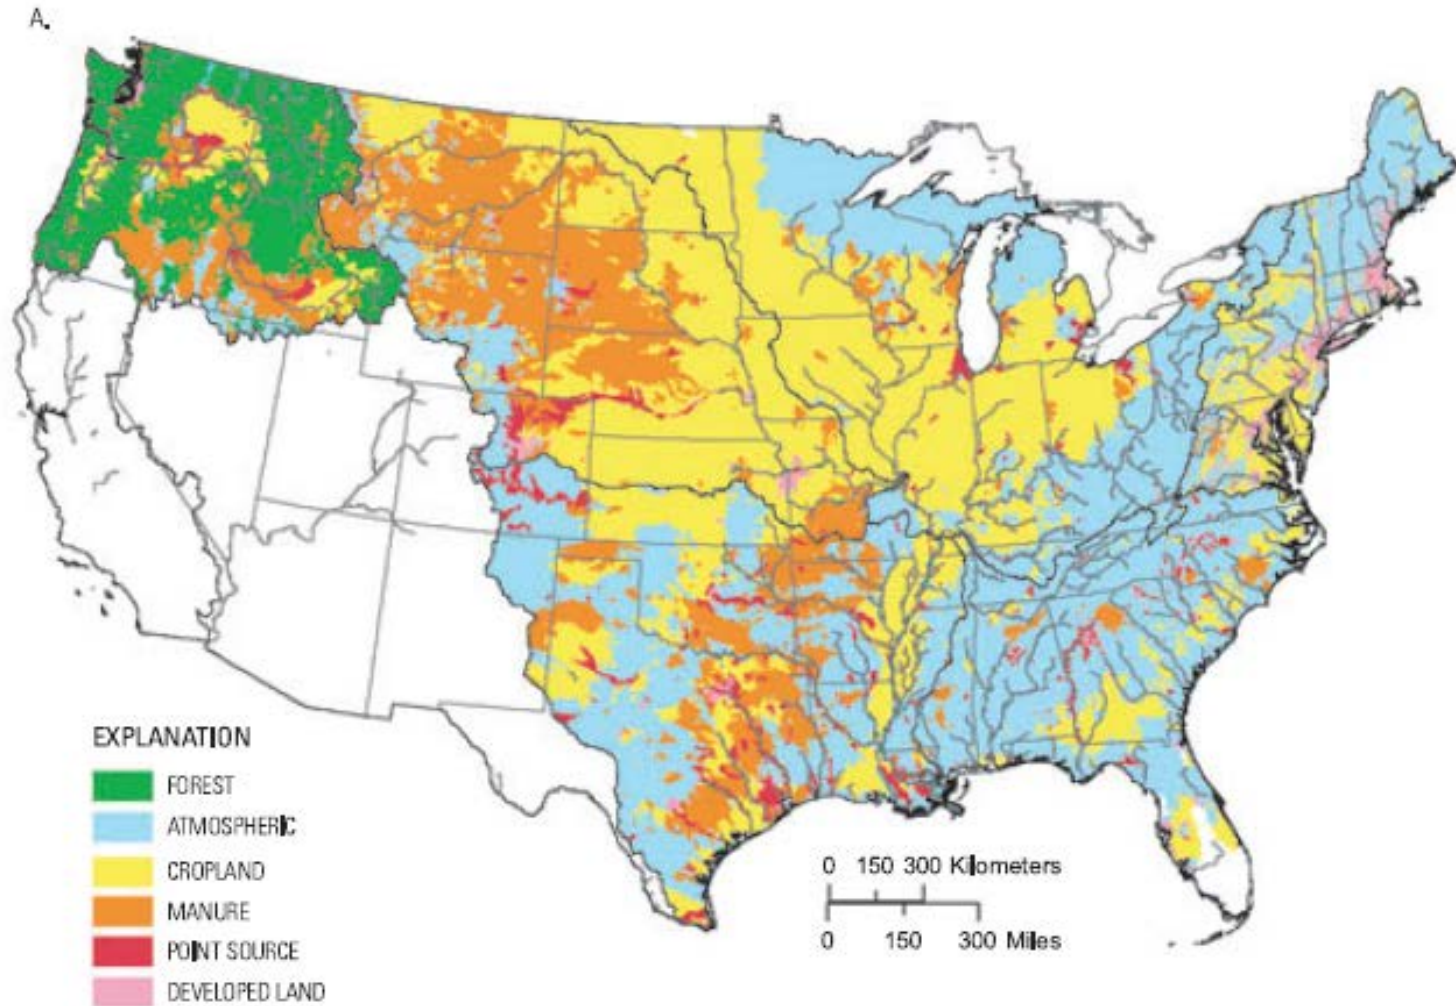 A.
EXPLANATION
FOREST
ATMOSPHERIC
CROPLAND
MANURE
POINT SOURCE
DEVELOPED LAND
0 150 300 Kilometers
0 150 300 Miles